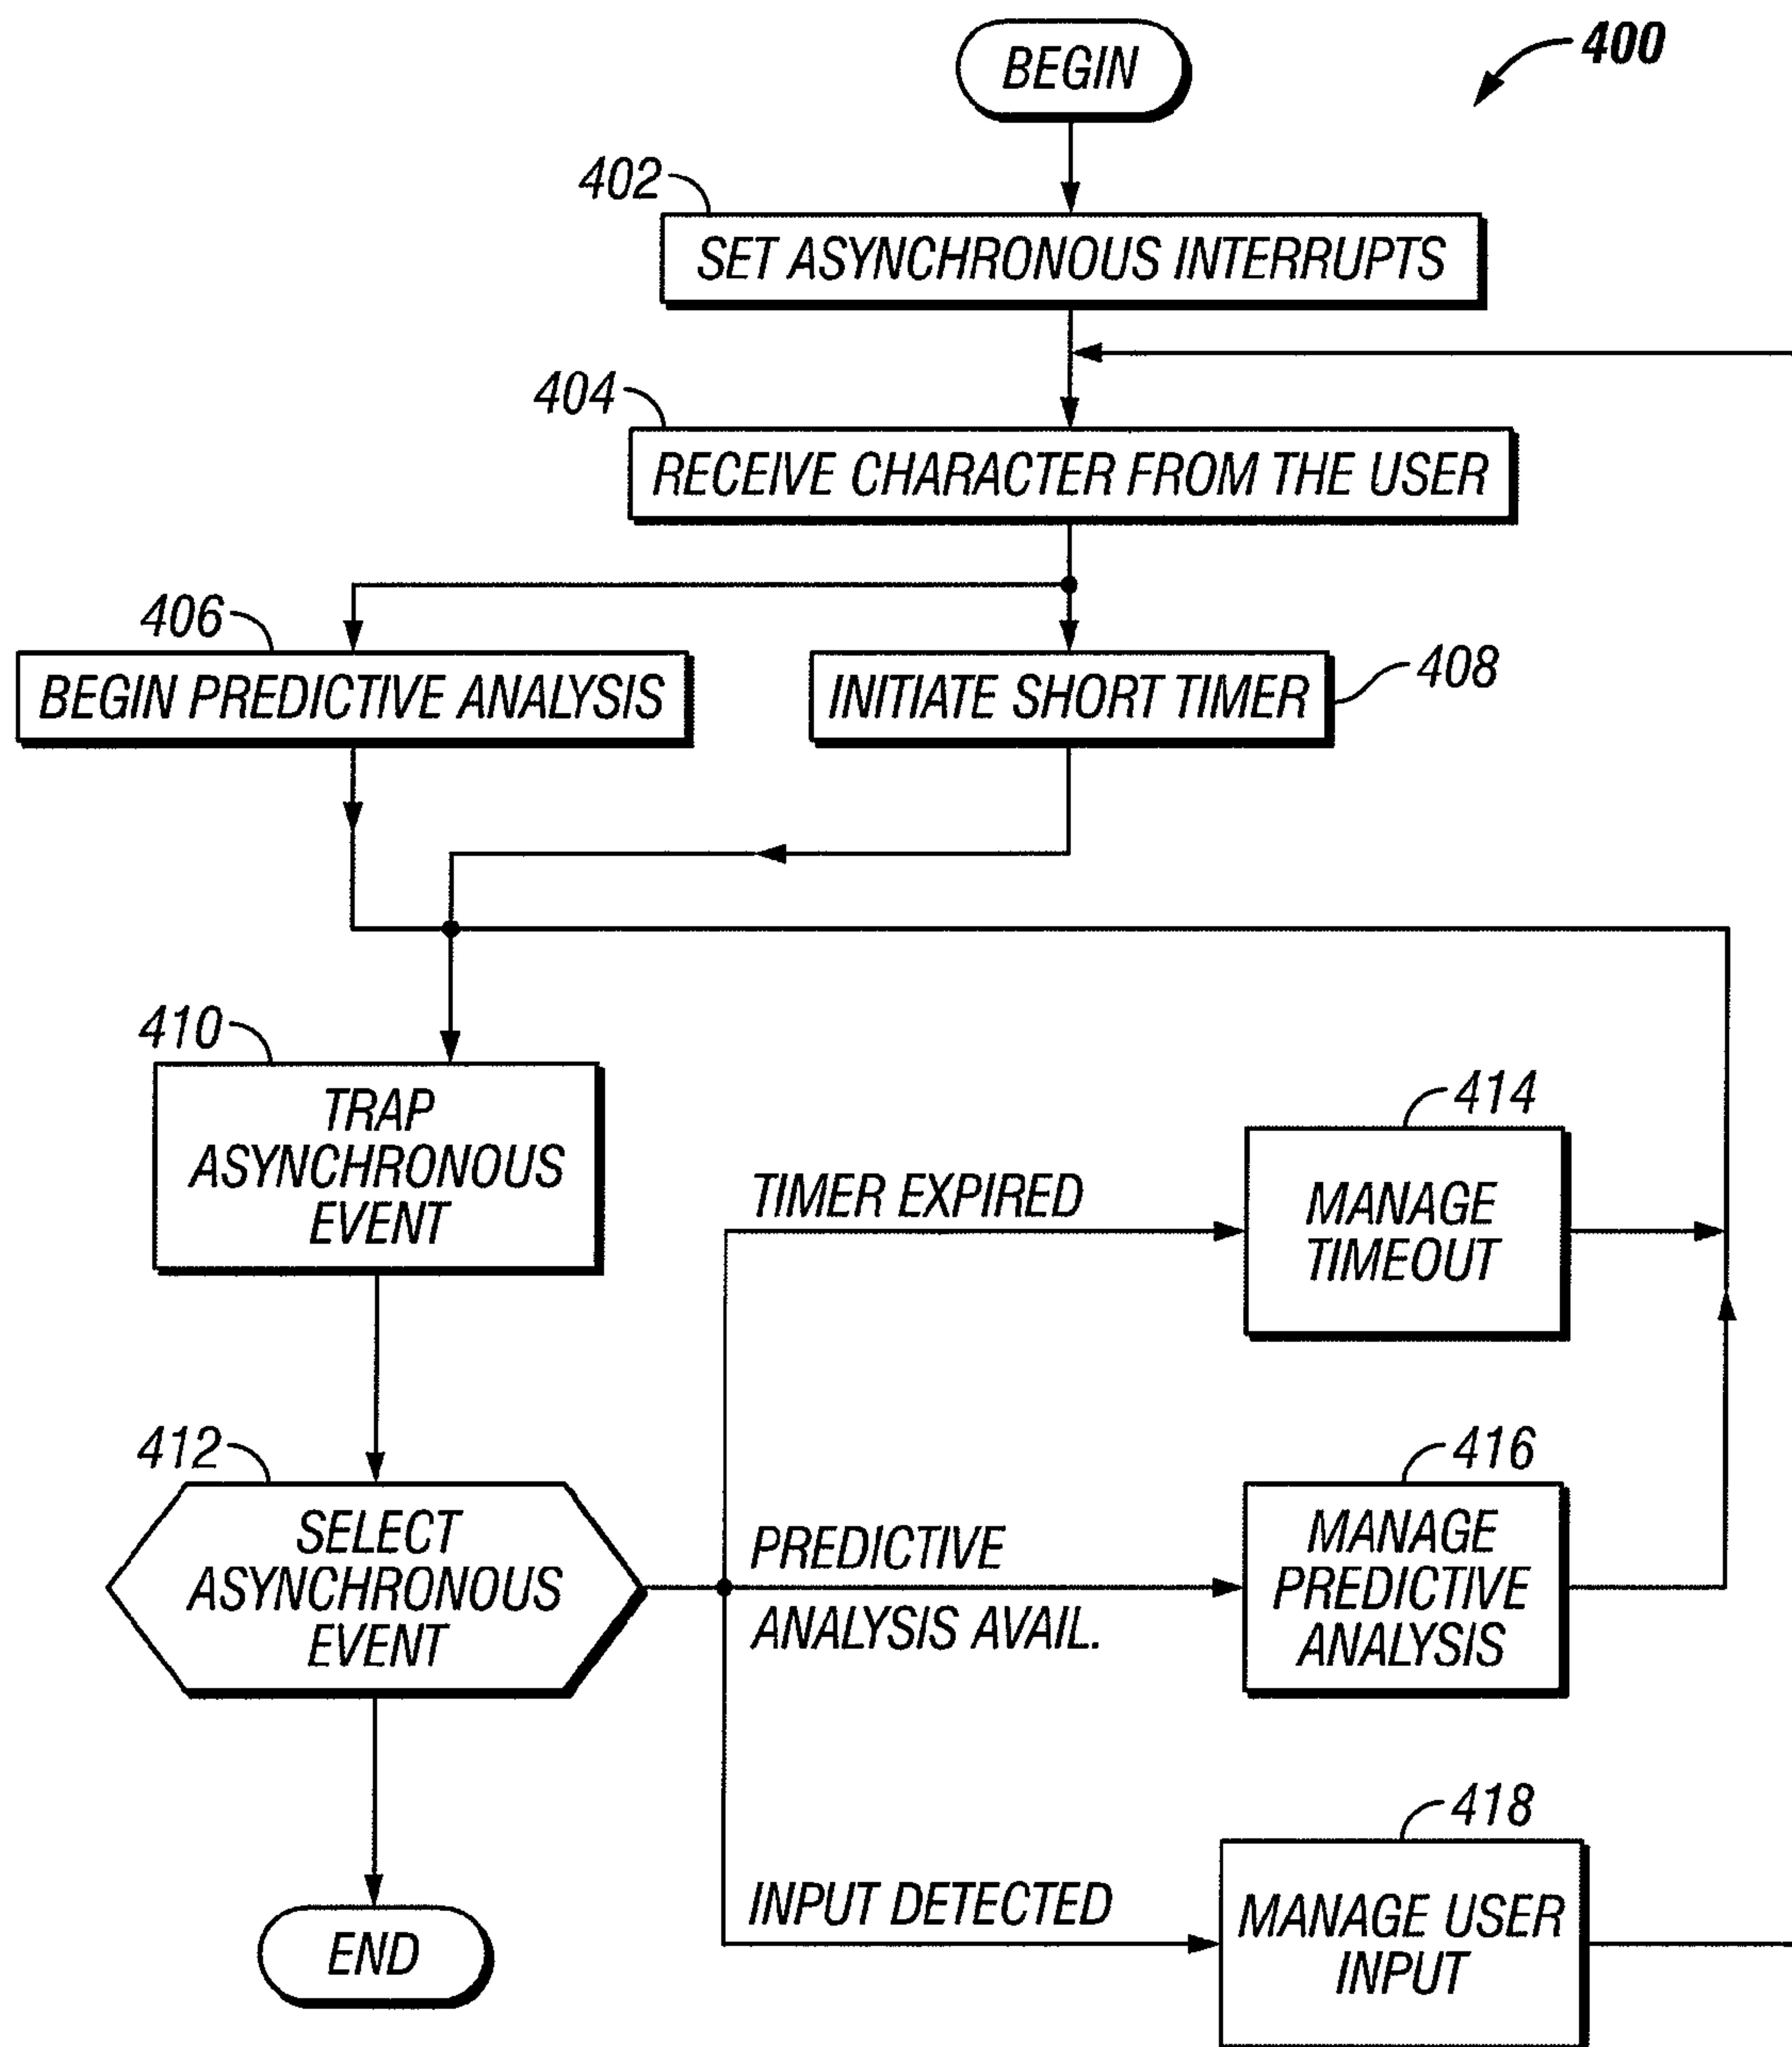 BEGIN
400
402
SET ASYNCHRONOUS INTERRUPTS
404
RECEIVE CHARACTER FROM THE USER
406
BEGIN PREDICTIVE ANALYSIS
INITIATE SHORT TIMER
408
410
TRAP
ASYNCHRONOUS
EVENT
412
SELECT
ASYNCHRONOUS
EVENT
END
TIMER EXPIRED
414
MANAGE
TIMEOUT
PREDICTIVE
ANALYSIS AVAIL.
416
MANAGE
PREDICTIVE
ANALYSIS
INPUT DETECTED
418
MANAGE USER
INPUT